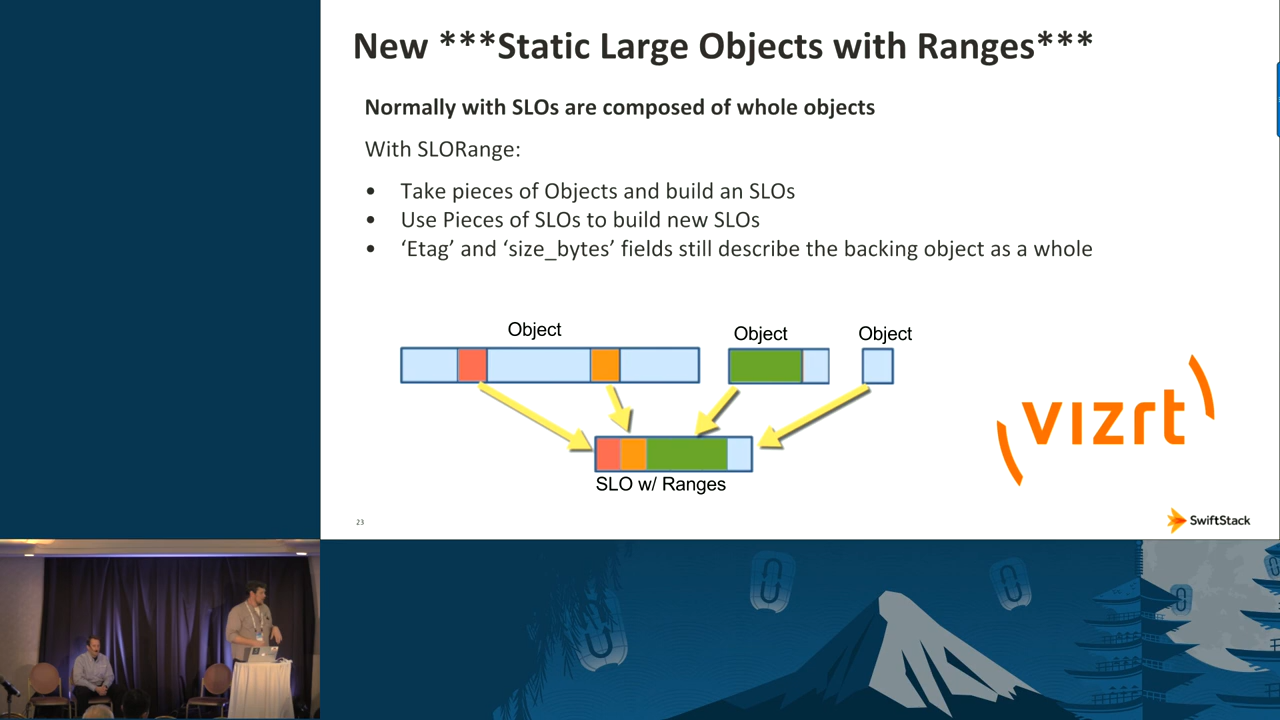 New ***Static Large Objects with Ranges***
Normally with SLOs are composed of whole objects
With SLORange:
• Take pieces of Objects and build an SLOs
• Use Pieces of SLOs to build new SLOs
• ‘Etag’ and ‘size_bytes’ fields still describe the backing object as a whole
Object
Object
Object
SLO w/ Ranges
vizrt
23
SwiftStack